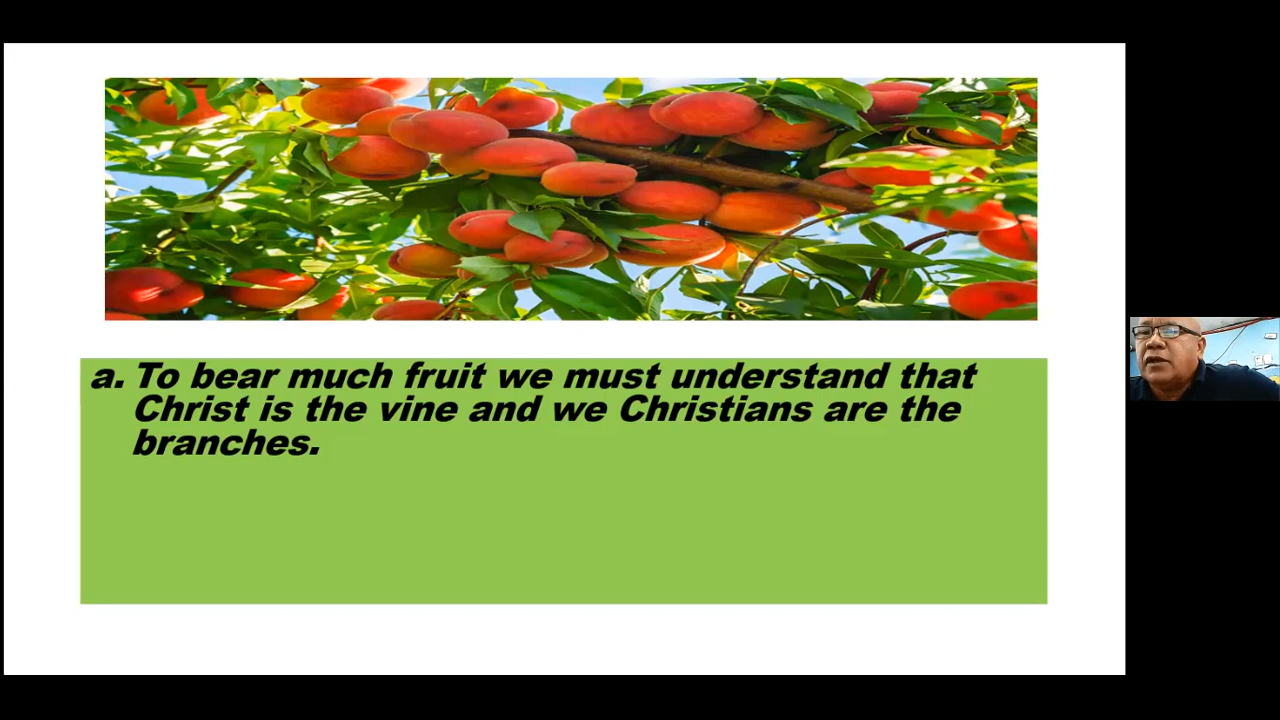 a. To bear much fruit we must understand that
Christ is the vine and we Christians are the
branches.